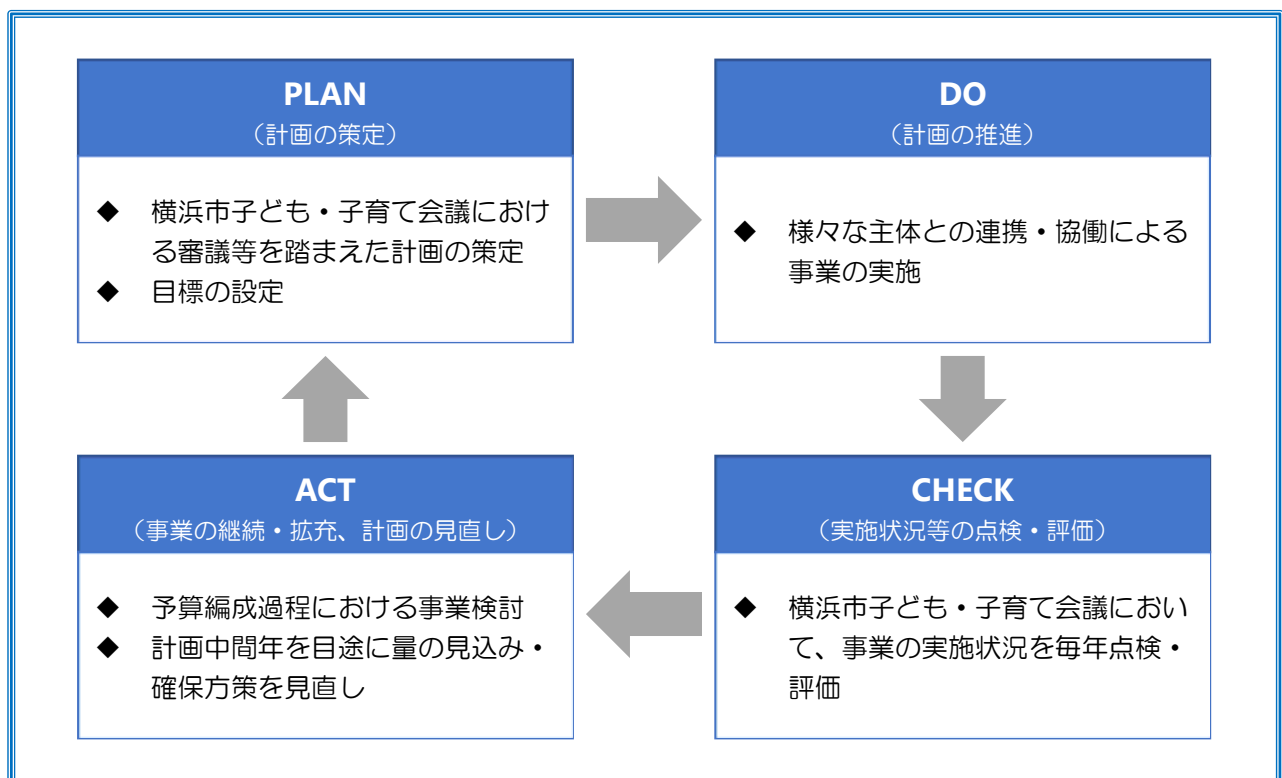 PLAN
（計画の策定）
◆ 横浜市子ども・子育て会議におけ
る審議等を踏まえた計画の策定
◆ 目標の設定
DO
（計画の推進）
◆ 様々な主体との連携・協働による
事業の実施
ACT
（事業の継続・拡充、計画の見直し）
◆ 予算編成過程における事業検討
◆ 計画中間年を目途に量の見込み・
確保方策を見直し
CHECK
（実施状況等の点検・評価）
◆ 横浜市子ども・子育て会議におい
て、事業の実施状況を毎年点検・
評価